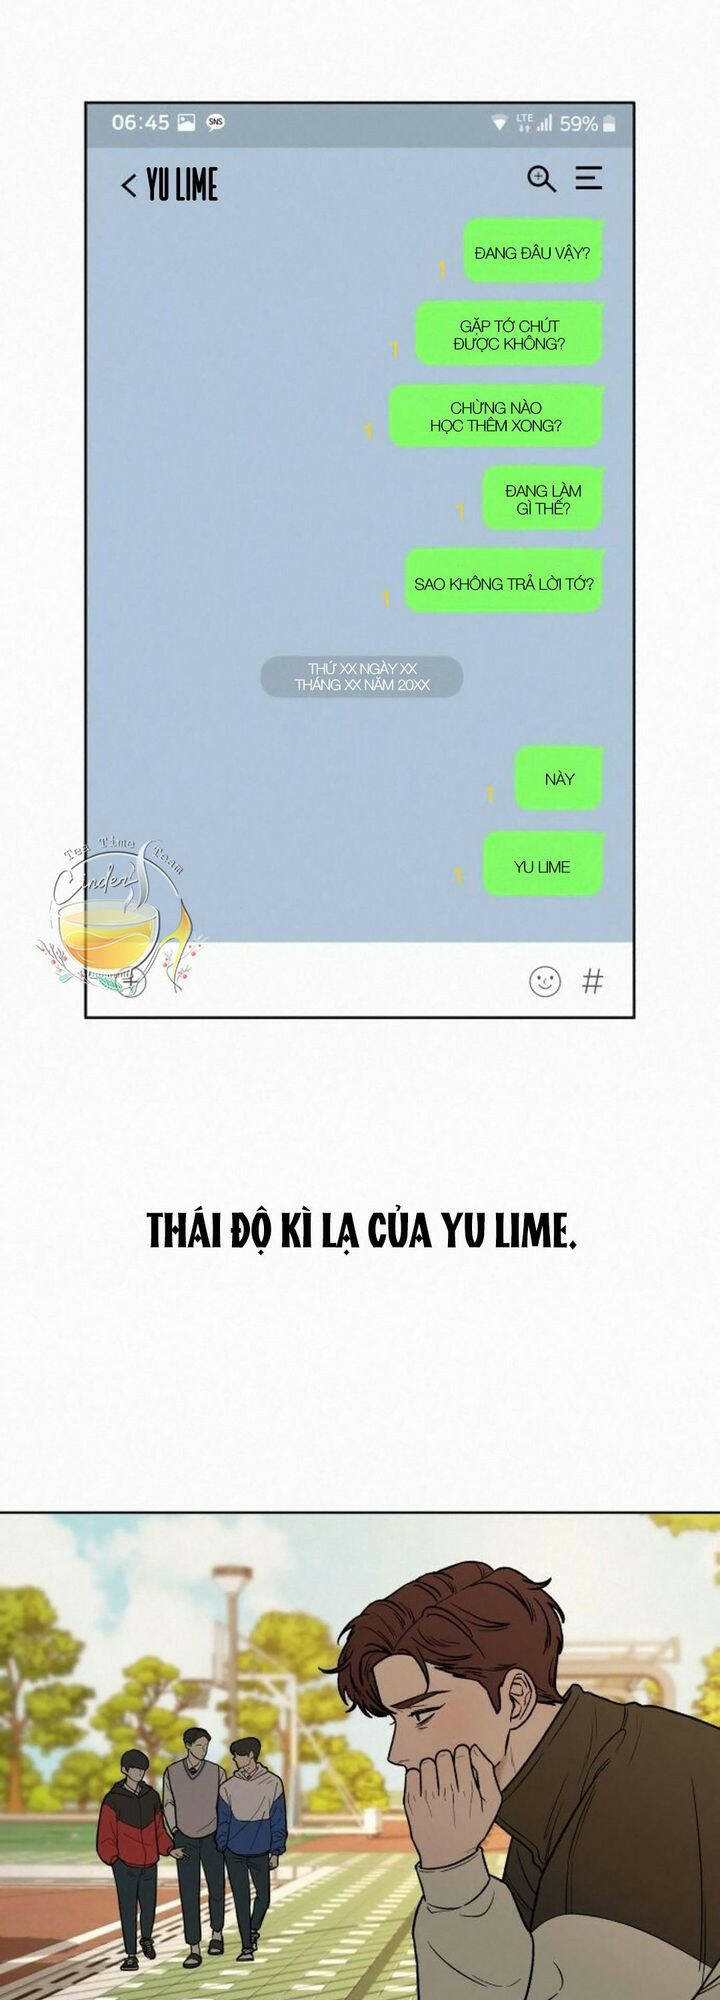 06:45 SNS LTE 59%
< YU LIME
ĐANG ĐÂU VẬY?
1
GẶP TỚ CHÚT
ĐƯỢC KHÔNG?
1
CHỪNG NÀO
HỌC THÊM XONG?
1
ĐANG LÀM
GÌ THẾ?
1
SAO KHÔNG TRẢ LỜI TỚ?
1
THỨ XX NGÀY XX
THÁNG XX NĂM 20XX
NÀY
1
YU LIME
1
Tea Time Team
Cinder
+ #
THÁI ĐỘ KÌ LẠ CỦA YU LIME.